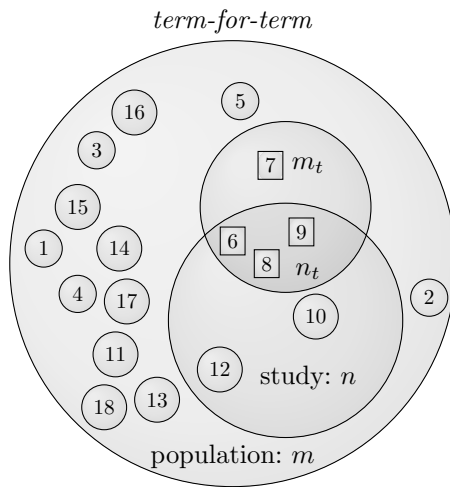 term-for-term
5
16
3
7 m_t
15
6 9
1 14
8 n_t
4 17 2
10
11
12 study: n
18 13
population: m